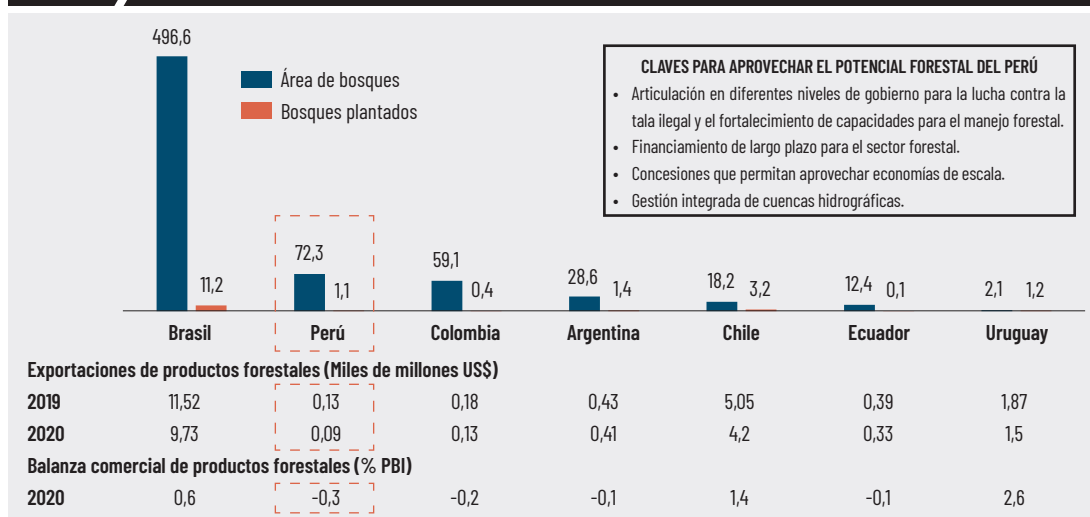 496,6
Área de bosques
Bosques plantados
CLAVES PARA APROVECHAR EL POTENCIAL FORESTAL DEL PERÚ
• Articulación en diferentes niveles de gobierno para la lucha contra la
tala ilegal y el fortalecimiento de capacidades para el manejo forestal.
• Financiamiento de largo plazo para el sector forestal.
• Concesiones que permitan aprovechar economías de escala.
• Gestión integrada de cuencas hidrográficas.
11,2 72,3 1,1 59,1 0,4 28,6 1,4 18,2 3,2 12,4 0,1 2,1 1,2
Brasil Perú Colombia Argentina Chile Ecuador Uruguay
Exportaciones de productos forestales (Miles de millones US$)
2019 11,52 0,13 0,18 0,43 5,05 0,39 1,87
2020 9,73 0,09 0,13 0,41 4,2 0,33 1,5
Balanza comercial de productos forestales (% PBI)
2020 0,6 -0,3 -0,2 -0,1 1,4 -0,1 2,6